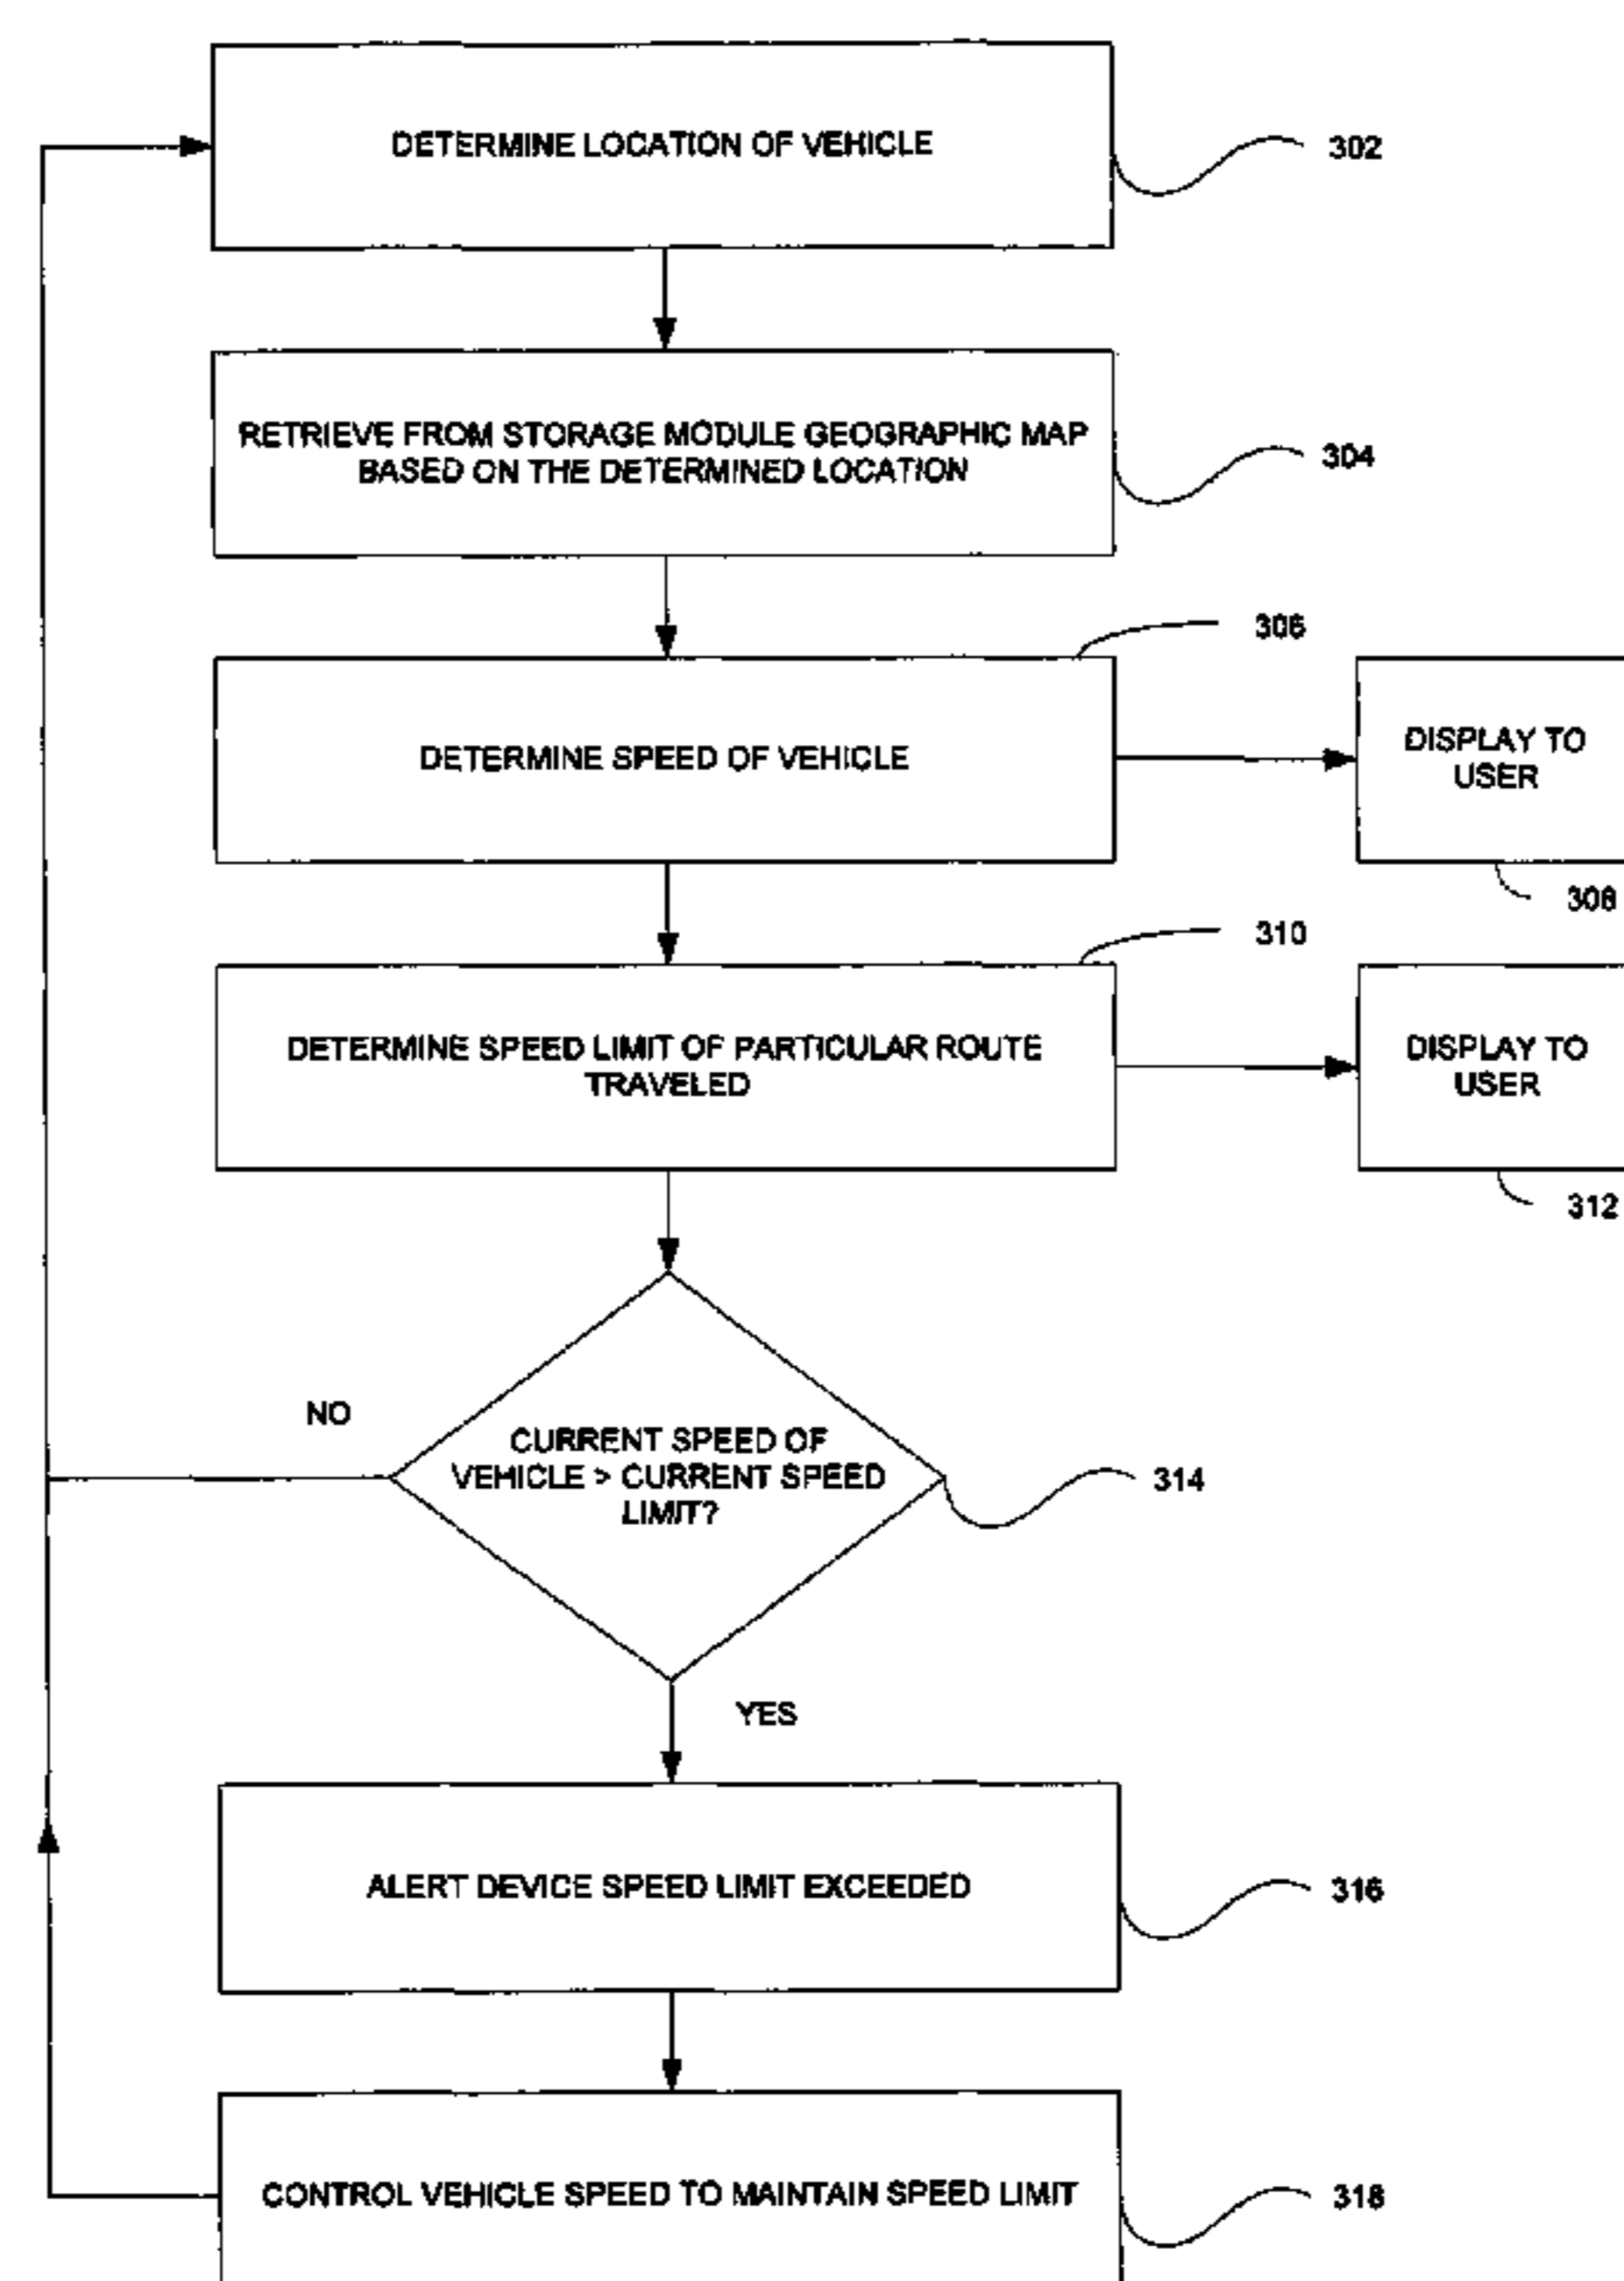 DETERMINE LOCATION OF VEHICLE
302
RETRIEVE FROM STORAGE MODULE GEOGRAPHIC MAP
BASED ON THE DETERMINED LOCATION
304
306
DETERMINE SPEED OF VEHICLE
DISPLAY TO
USER
308
310
DETERMINE SPEED LIMIT OF PARTICULAR ROUTE
TRAVELED
DISPLAY TO
USER
312
NO
CURRENT SPEED OF
VEHICLE > CURRENT SPEED
LIMIT?
314
YES
ALERT DEVICE SPEED LIMIT EXCEEDED
316
CONTROL VEHICLE SPEED TO MAINTAIN SPEED LIMIT
318